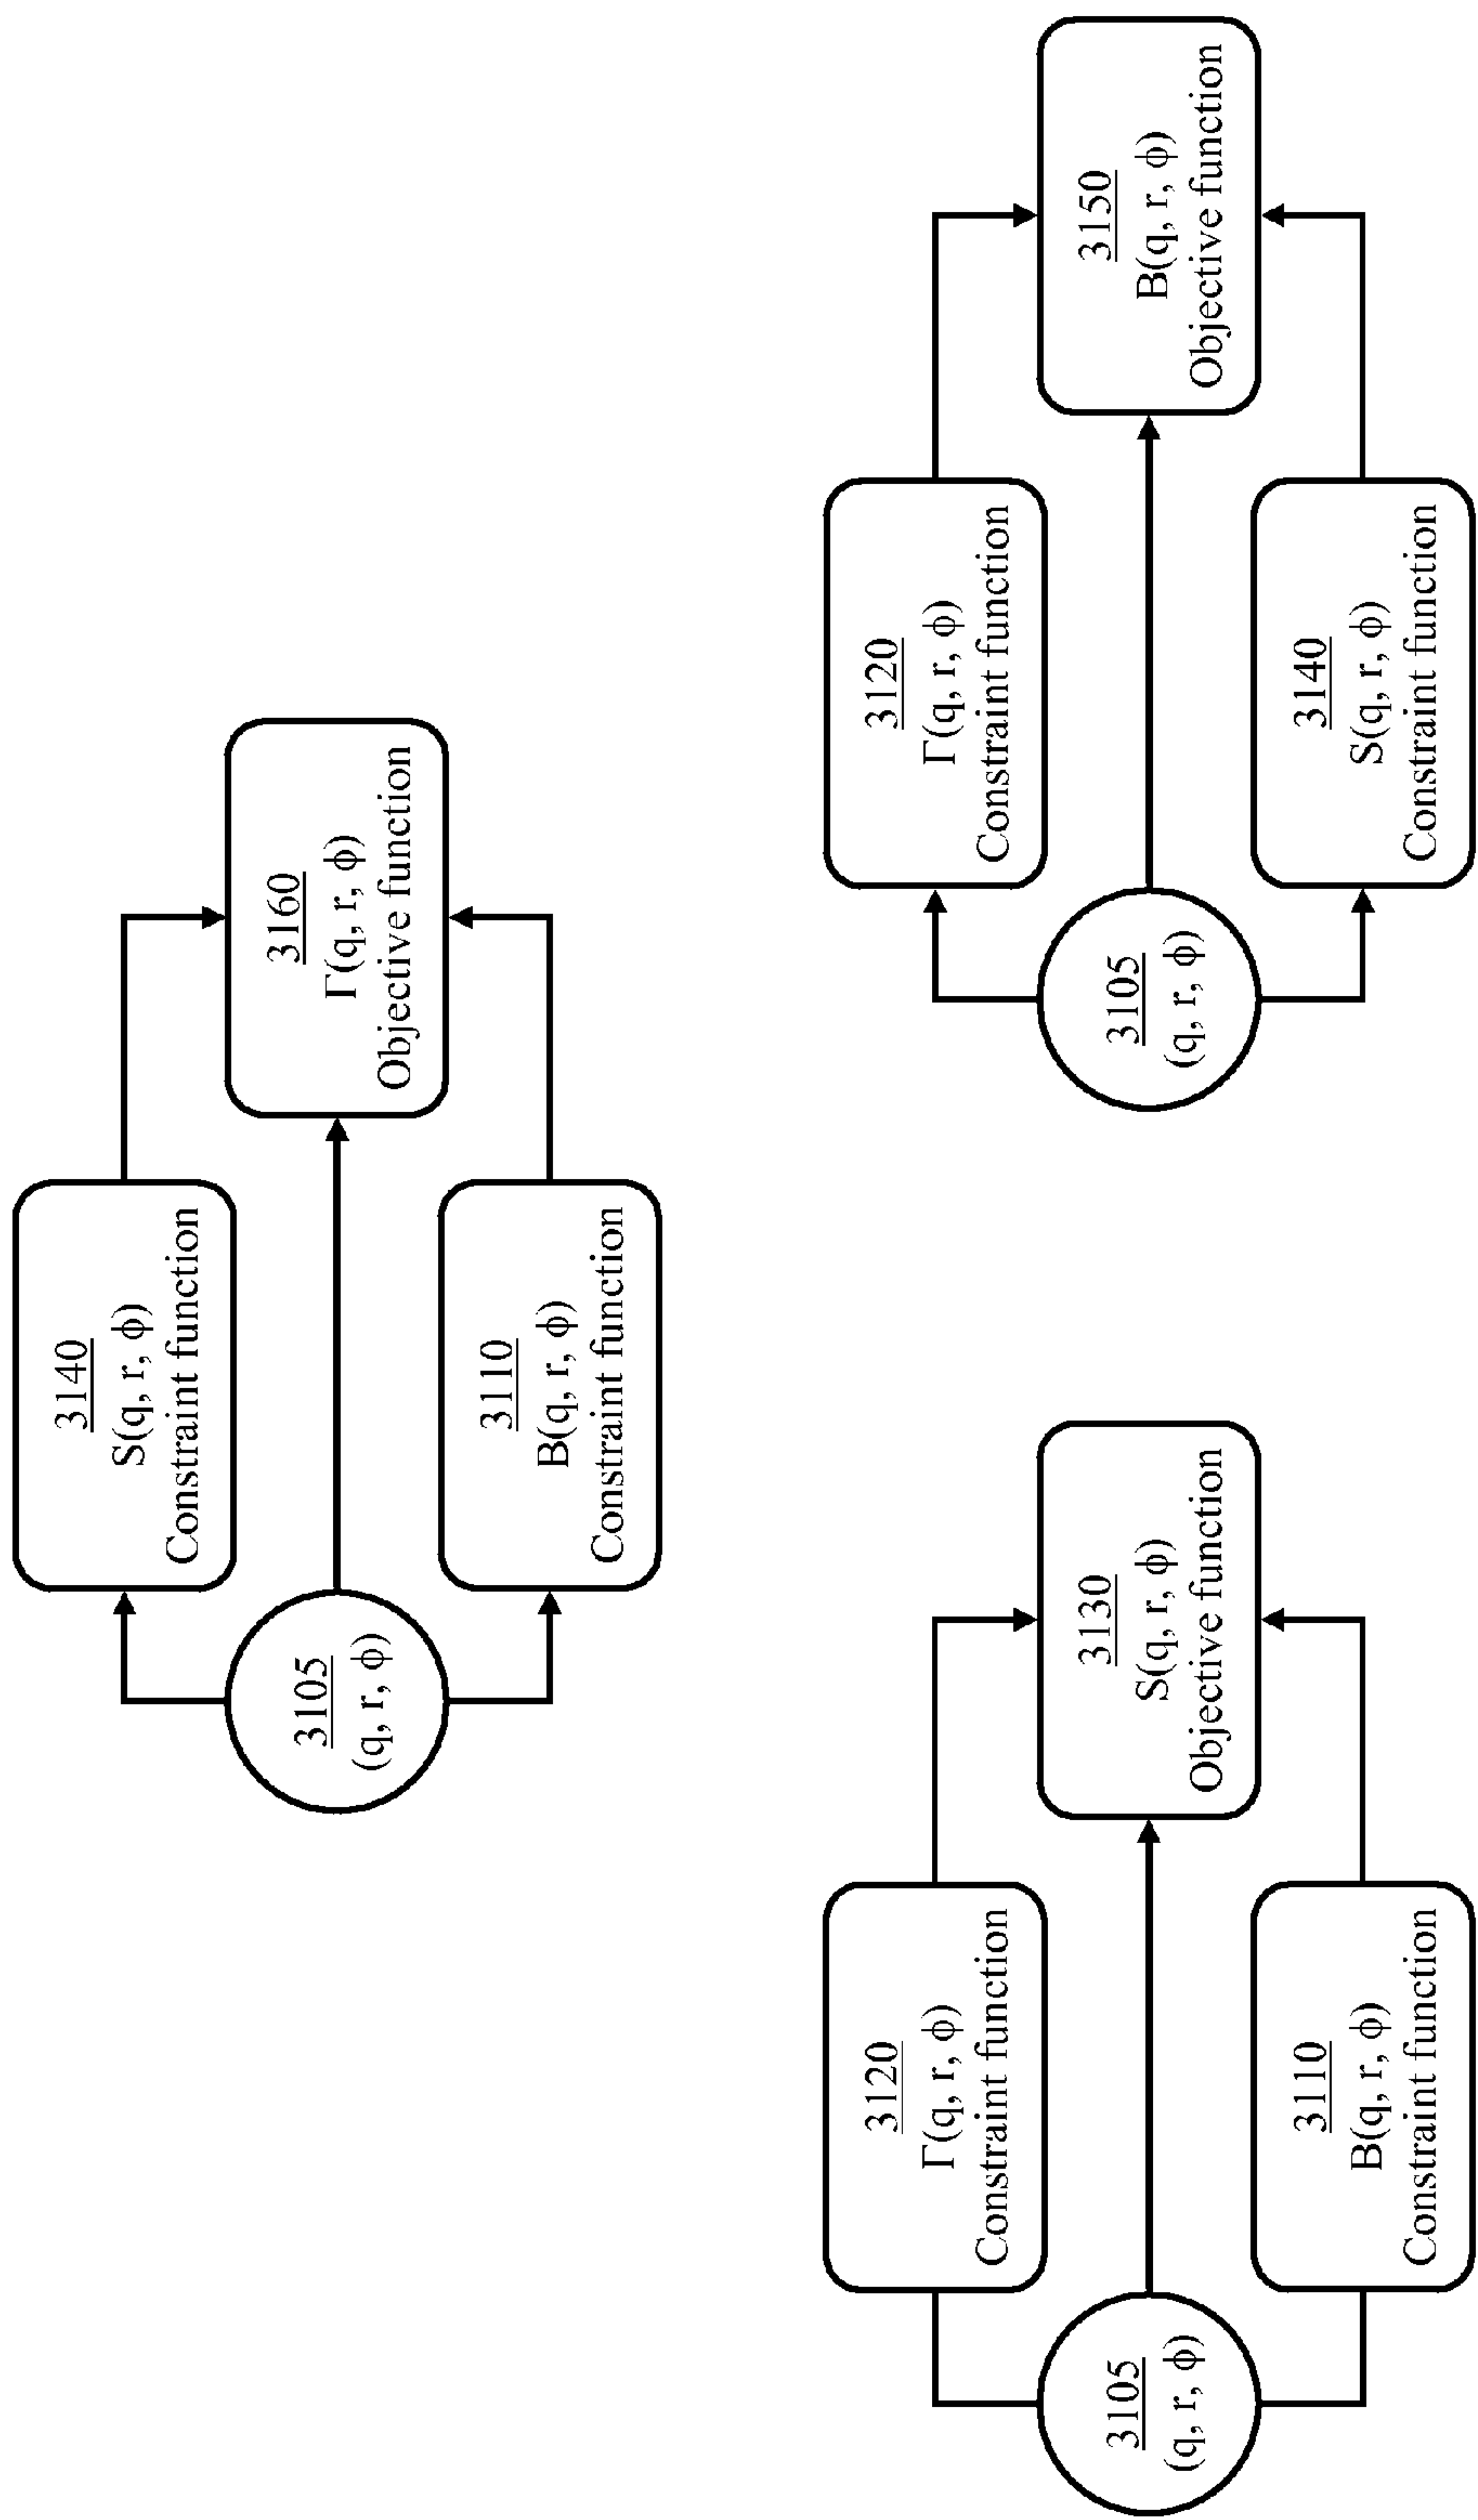 3140
S(q, r, ϕ)
Constraint function
3105
(q, r, ϕ)
3160
Γ(q, r, ϕ)
Objective function
3110
B(q, r, ϕ)
Constraint function
3120
Γ(q, r, ϕ)
Constraint function
3105
(q, r, ϕ)
3130
S(q, r, ϕ)
Objective function
3110
B(q, r, ϕ)
Constraint function
3120
Γ(q, r, ϕ)
Constraint function
3105
(q, r, ϕ)
3150
B(q, r, ϕ)
Objective function
3140
S(q, r, ϕ)
Constraint function